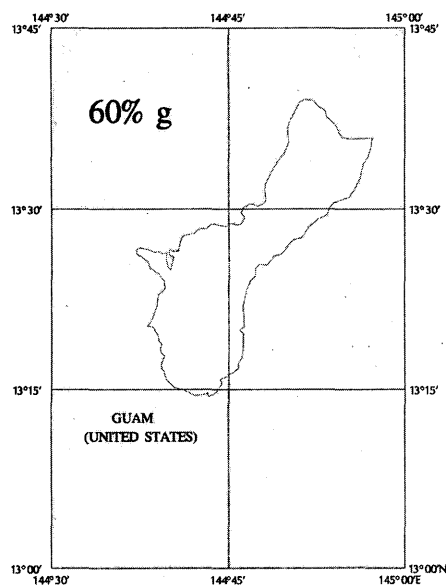 144°30′ 144°45′ 145°00′
13°45′ 13°45′
60% g
13°30′ 13°30′
13°15′ 13°15′
GUAM
(UNITED STATES)
13°00′ 13°00′N
144°30′ 144°45′ 145°00′E